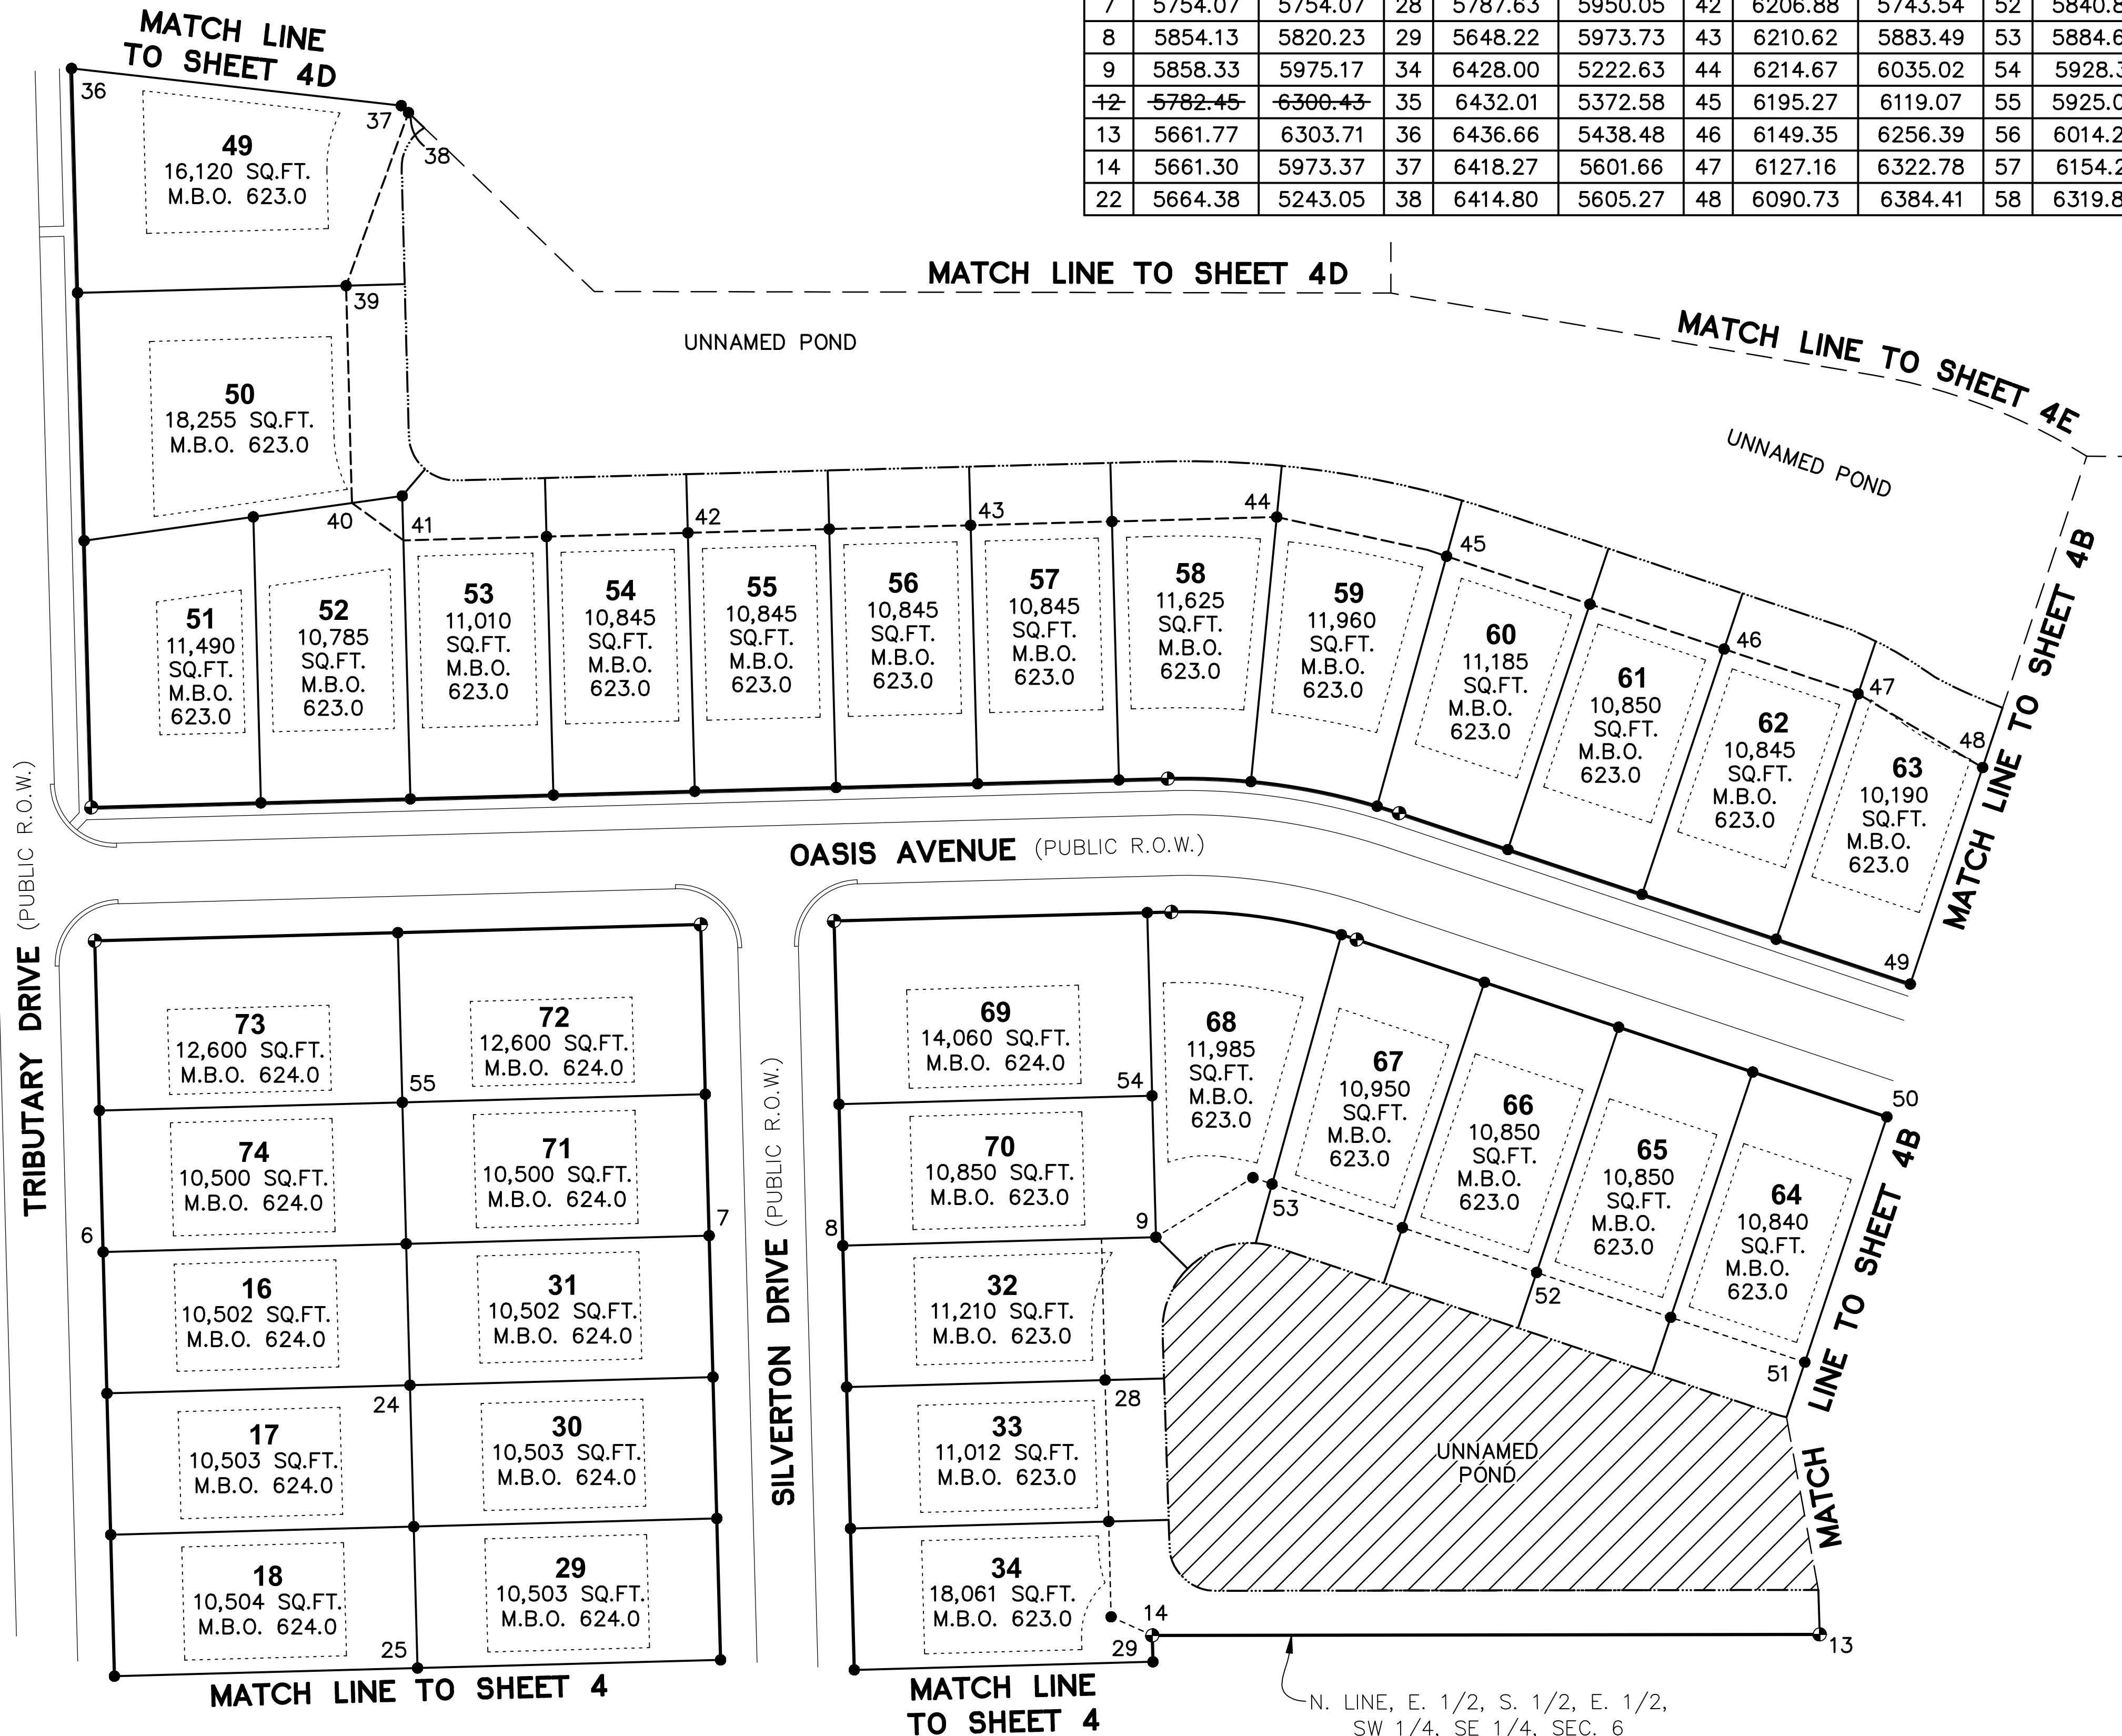 7 5754.07 5754.07 28 5787.63 5950.05 42 6206.88 5743.54 52
8 5854.13 5820.23 29 5648.22 5973.73 43 6210.62 5883.49 53
9 5858.33 5975.17 34 6428.00 5222.63 44 6214.67 6035.02 54
12 5782.45 6300.43 35 6432.01 5372.58 45 6195.27 6119.07 55
13 5661.77 6303.71 36 6436.66 5438.48 46 6149.35 6256.39 56
14 5661.30 5973.37 37 6418.27 5601.66 47 6127.16 6322.78 57
22 5664.38 5243.05 38 6414.80 5605.27 48 6090.73 6384.41 58
MATCH LINE
TO SHEET 4D
36
37
38
49
16,120 SQ.FT.
M.B.O. 623.0
39
MATCH LINE TO SHEET 4D
UNNAMED POND
MATCH LINE TO SHEET 4E
UNNAMED POND
50
18,255 SQ.FT.
M.B.O. 623.0
40
41
42
43
44
45
46
47
48
49
51
11,490
SQ.FT.
M.B.O.
623.0
52
10,785
SQ.FT.
M.B.O.
623.0
53
11,010
SQ.FT.
M.B.O.
623.0
54
10,845
SQ.FT.
M.B.O.
623.0
55
10,845
SQ.FT.
M.B.O.
623.0
56
10,845
SQ.FT.
M.B.O.
623.0
57
10,845
SQ.FT.
M.B.O.
623.0
58
11,625
SQ.FT.
M.B.O.
623.0
59
11,960
SQ.FT.
M.B.O.
623.0
60
11,185
SQ.FT.
M.B.O.
623.0
61
10,850
SQ.FT.
M.B.O.
623.0
62
10,845
SQ.FT.
M.B.O.
623.0
63
10,190
SQ.FT.
M.B.O.
623.0
MATCH LINE TO SHEET 4B
OASIS AVENUE (PUBLIC R.O.W.)
TRIBUTARY DRIVE (PUBLIC R.O.W.)
SILVERTON DRIVE (PUBLIC R.O.W.)
73
12,600 SQ.FT.
M.B.O. 624.0
72
12,600 SQ.FT.
M.B.O. 624.0
55
74
10,500 SQ.FT.
M.B.O. 624.0
71
10,500 SQ.FT.
M.B.O. 624.0
6
7
16
10,502 SQ.FT.
M.B.O. 624.0
31
10,502 SQ.FT.
M.B.O. 624.0
24
17
10,503 SQ.FT.
M.B.O. 624.0
30
10,503 SQ.FT.
M.B.O. 624.0
18
10,504 SQ.FT.
M.B.O. 624.0
29
10,503 SQ.FT.
M.B.O. 624.0
25
MATCH LINE TO SHEET 4
69
14,060 SQ.FT.
M.B.O. 624.0
54
70
10,850 SQ.FT.
M.B.O. 623.0
8
9
32
11,210 SQ.FT.
M.B.O. 623.0
28
33
11,012 SQ.FT.
M.B.O. 623.0
34
18,061 SQ.FT.
M.B.O. 623.0
14
29
13
MATCH LINE
TO SHEET 4
68
11,985
SQ.FT.
M.B.O.
623.0
67
10,950
SQ.FT.
M.B.O.
623.0
66
10,850
SQ.FT.
M.B.O.
623.0
65
10,850
SQ.FT.
M.B.O.
623.0
64
10,840
SQ.FT.
M.B.O.
623.0
50
53
52
51
MATCH LINE TO SHEET 4B
UNNAMED
POND
N. LINE, E. 1/2, S. 1/2, E. 1/2,
SW 1/4, SE 1/4, SEC. 6